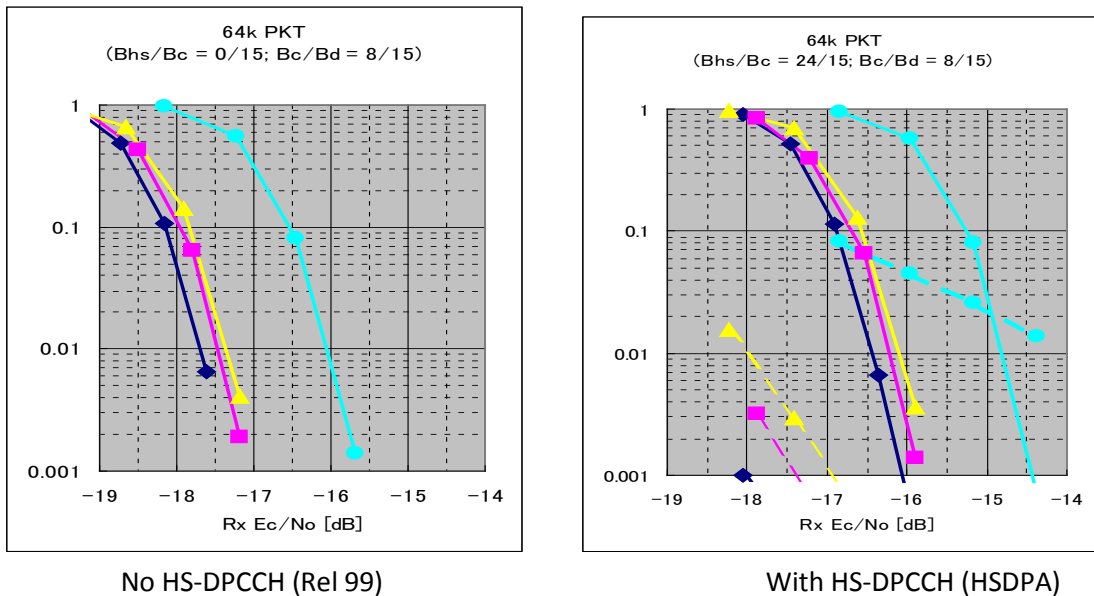 64k PKT
(Bhs/Bc = 0/15; Bc/Bd = 8/15)
1
0.1
0.01
0.001
−19 −18 −17 −16 −15 −14
Rx Ec/No [dB]
No HS-DPCCH (Rel 99)
64k PKT
(Bhs/Bc = 24/15; Bc/Bd = 8/15)
1
0.1
0.01
0.001
−19 −18 −17 −16 −15 −14
Rx Ec/No [dB]
With HS-DPCCH (HSDPA)